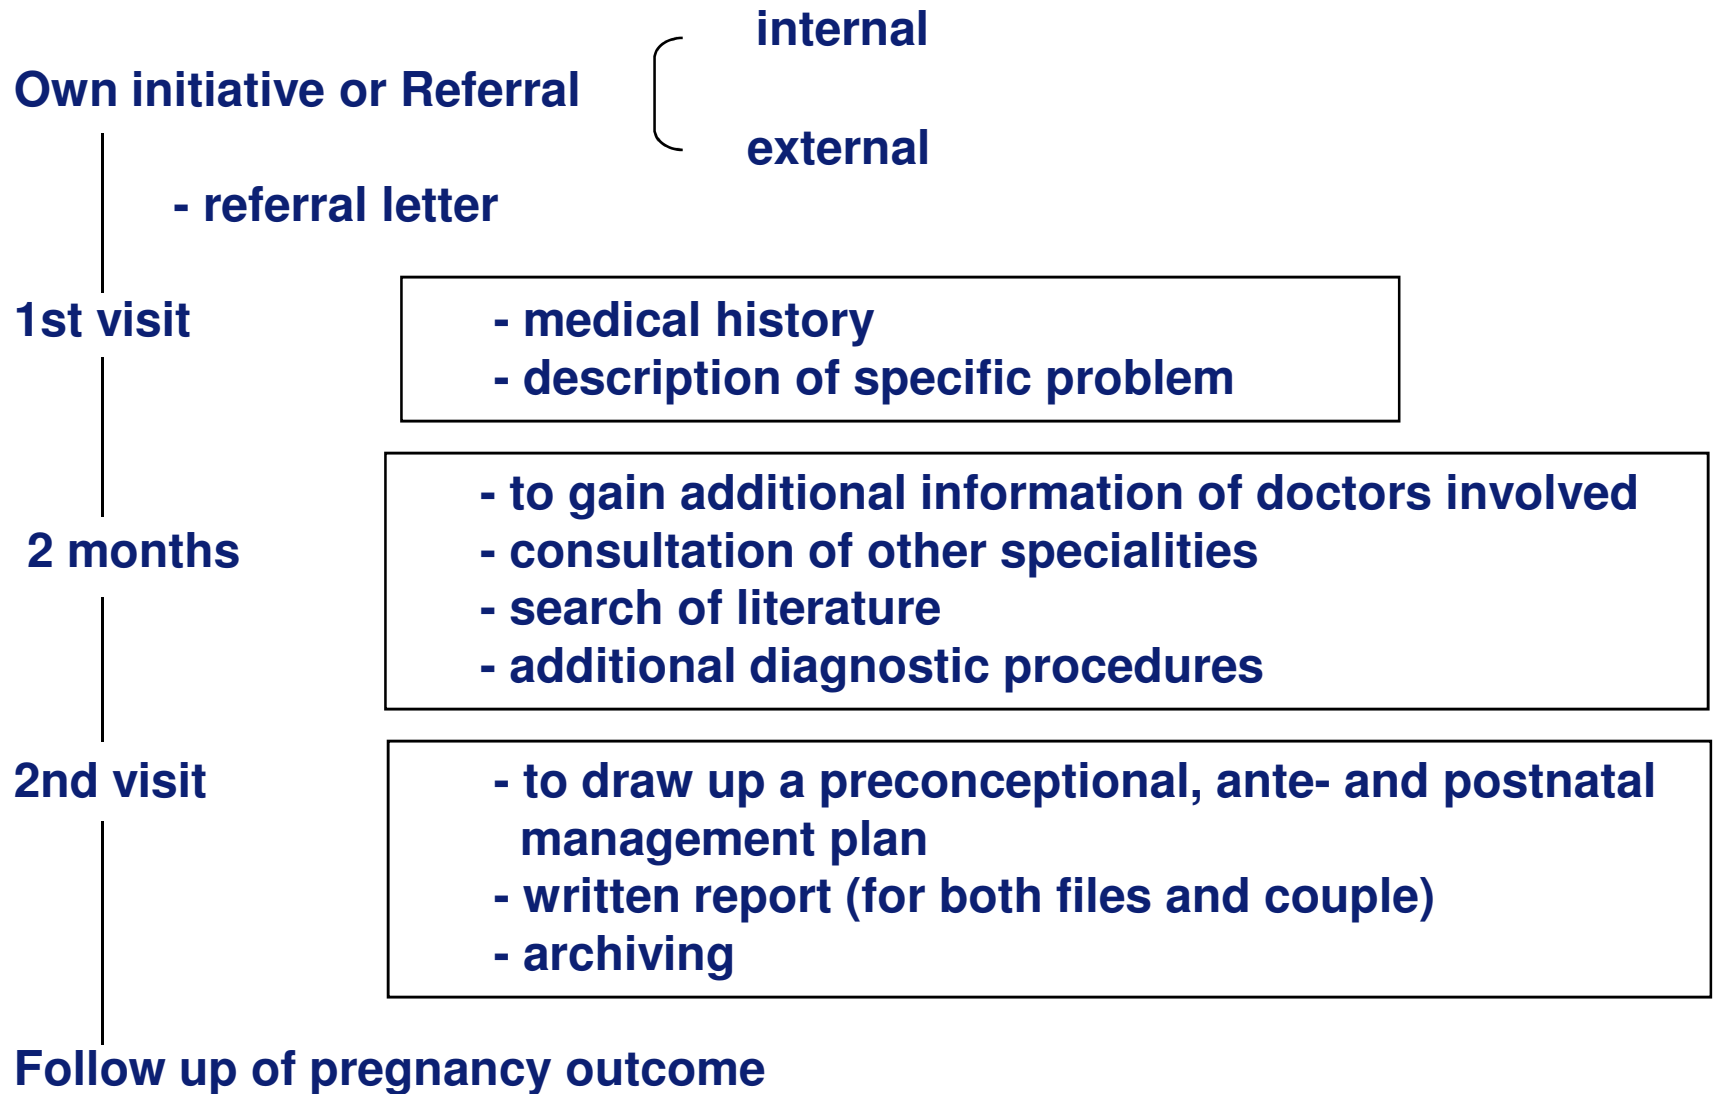 internal
Own initiative or Referral
external
- referral letter
1st visit
- medical history
- description of specific problem
- to gain additional information of doctors involved
2 months
- consultation of other specialities
- search of literature
- additional diagnostic procedures
2nd visit
- to draw up a preconceptional, ante- and postnatal
management plan
- written report (for both files and couple)
- archiving
Follow up of pregnancy outcome